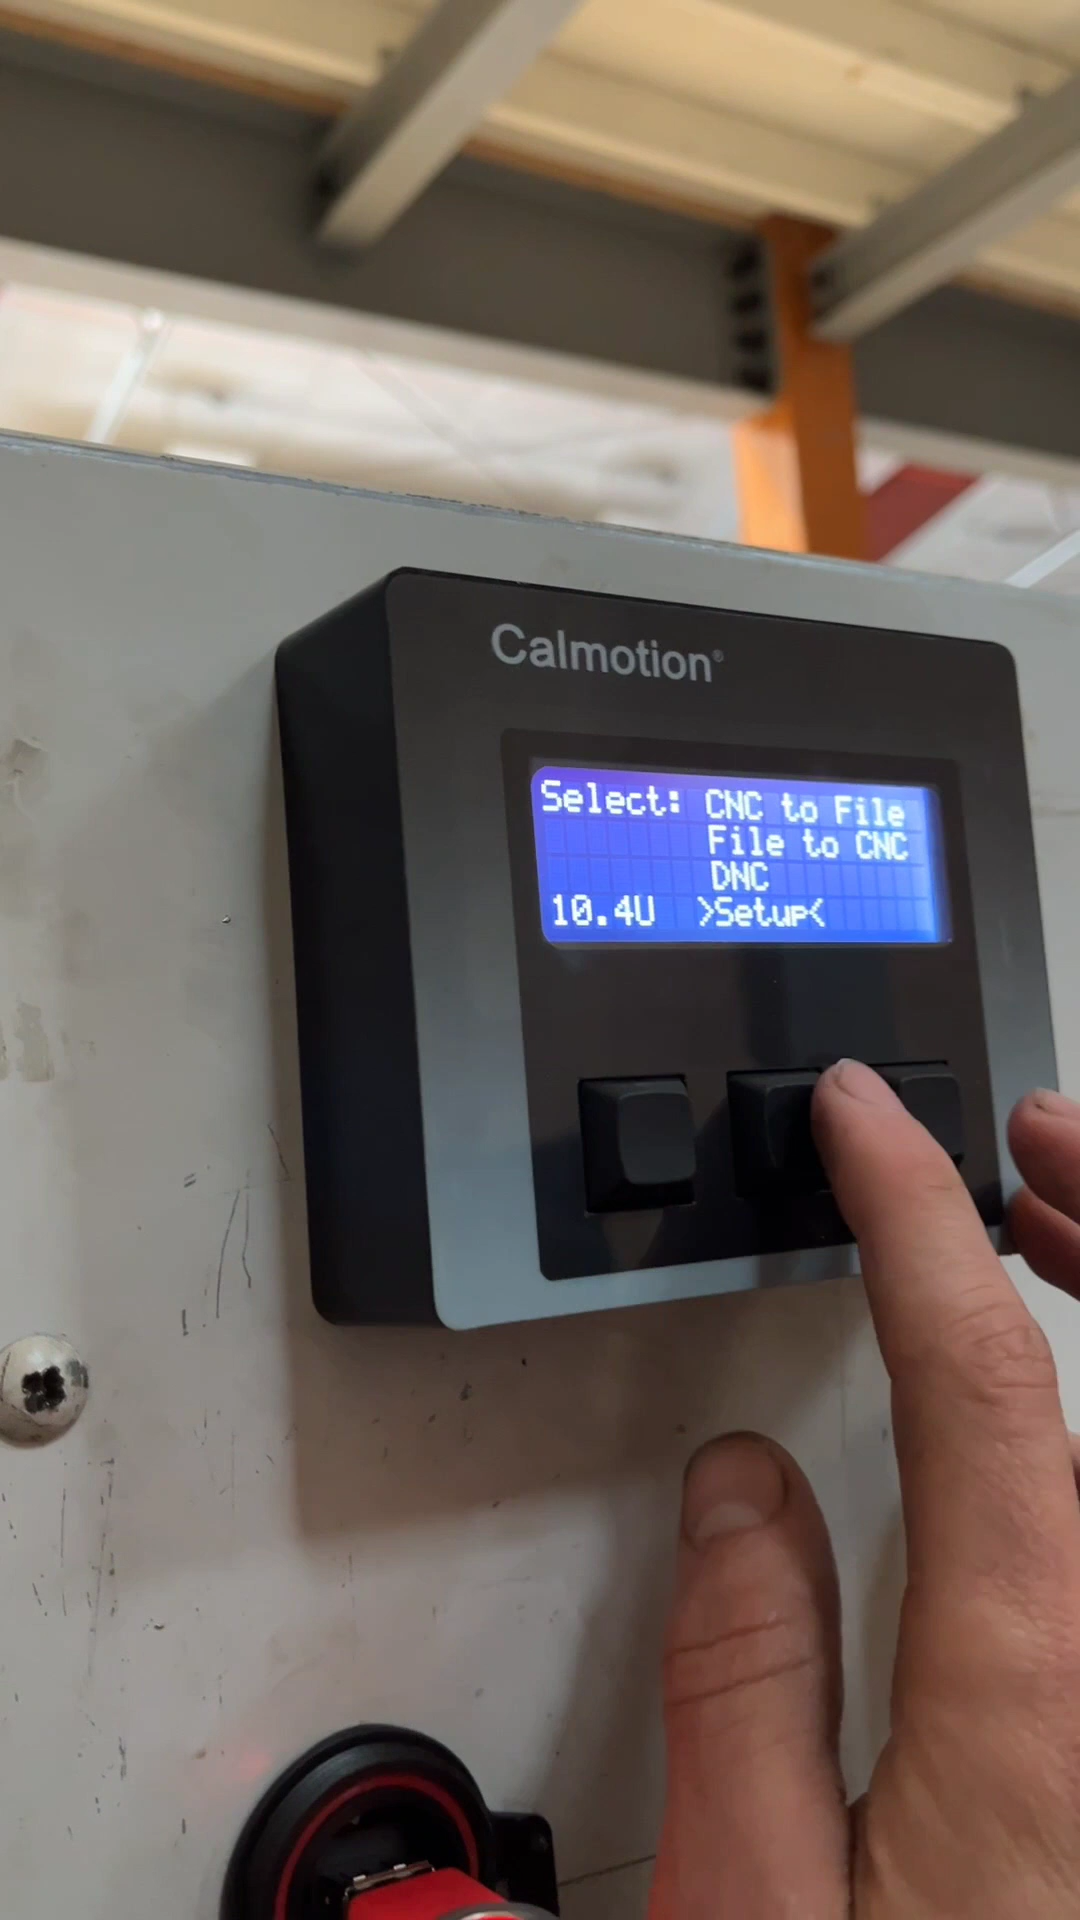 Calmotion®
Select: CNC to File
File to CNC
DNC
10.4U >Setup<